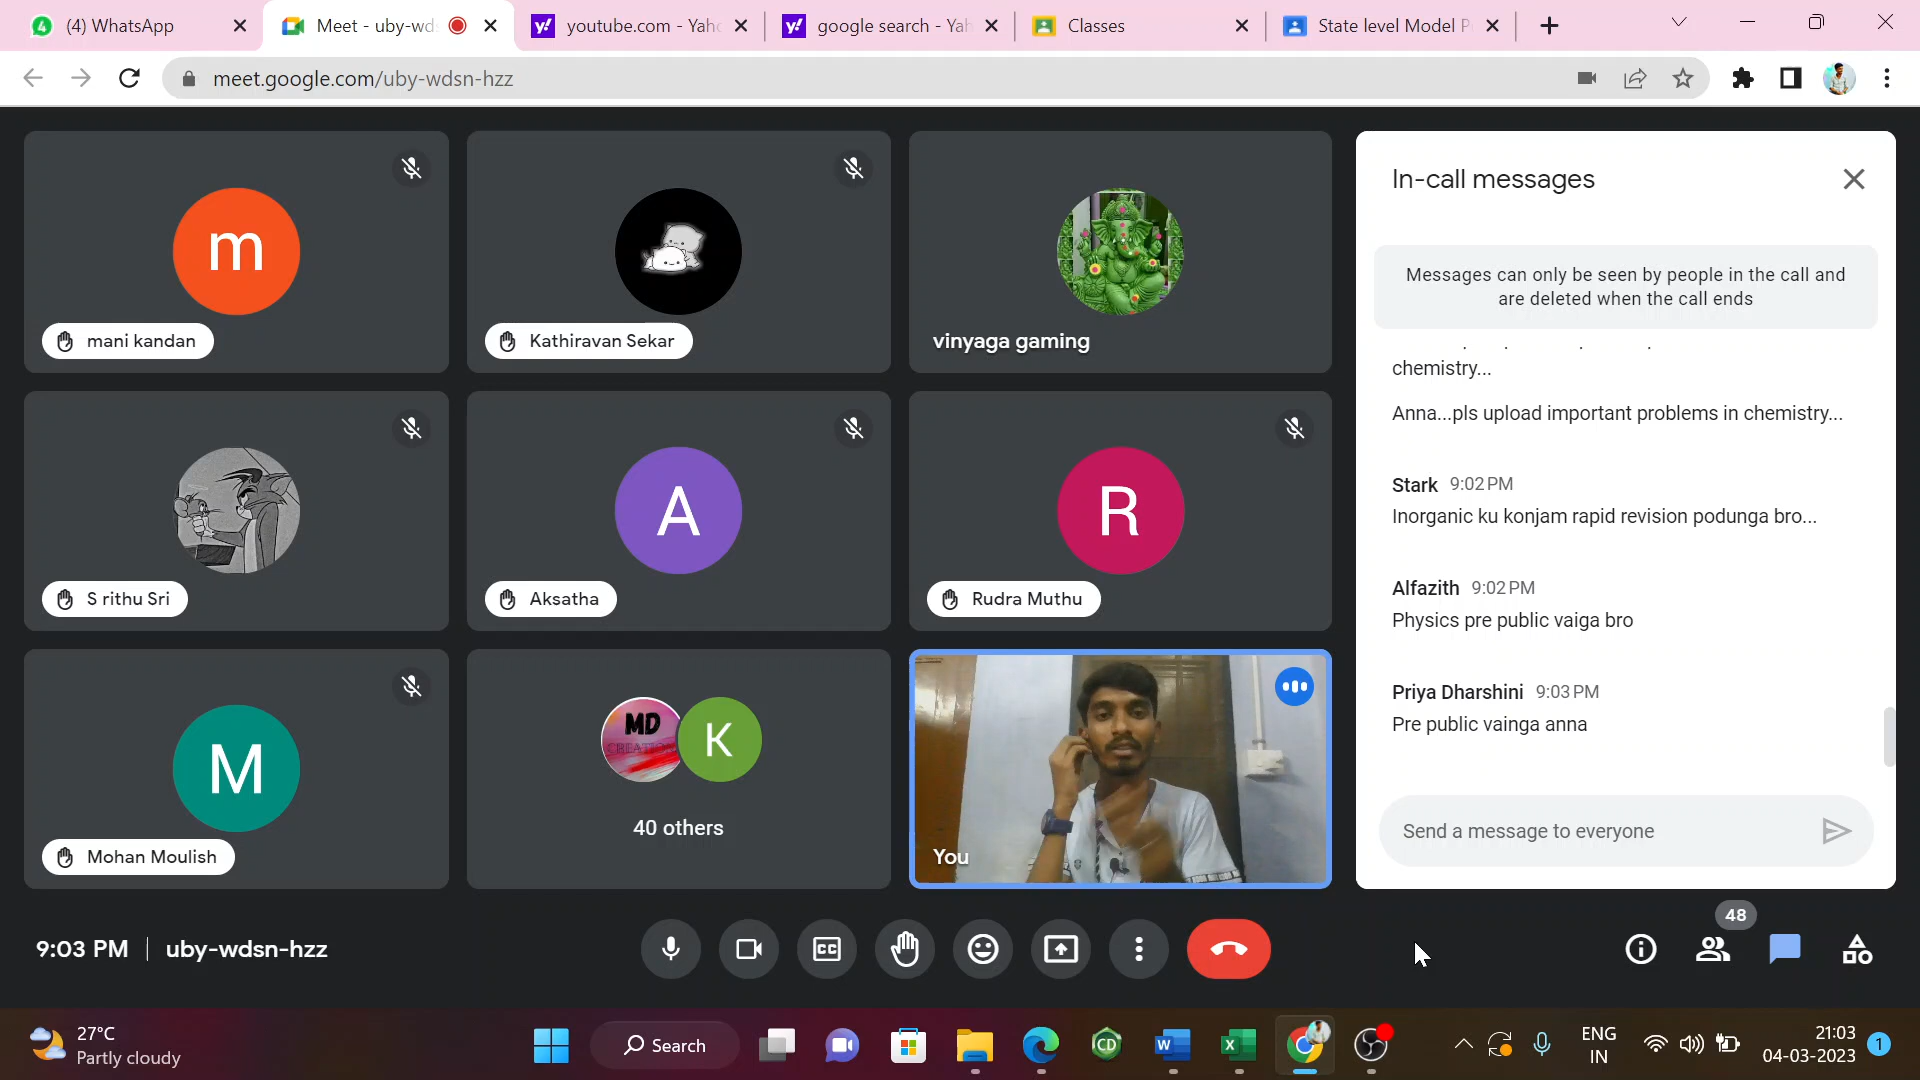 (4) WhatsApp
Meet - uby-wds
youtube.com - Yaho
google search - Yah
Classes
State level Model P
meet.google.com/uby-wdsn-hzz
m
mani kandan
Kathiravan Sekar
vinyaga gaming
S rithu Sri
A
Aksatha
R
Rudra Muthu
M
Mohan Moulish
MD
K
40 others
You
In-call messages
Messages can only be seen by people in the call and
are deleted when the call ends
chemistry...
Anna...pls upload important problems in chemistry...
Stark 9:02 PM
Inorganic ku konjam rapid revision podunga bro...
Alfazith 9:02 PM
Physics pre public vaiga bro
Priya Dharshini 9:03 PM
Pre public vainga anna
Send a message to everyone
9:03 PM uby-wdsn-hzz
CC
48
27°C
Partly cloudy
Search
CD
W
X
ENG
IN
21:03
04-03-2023
1